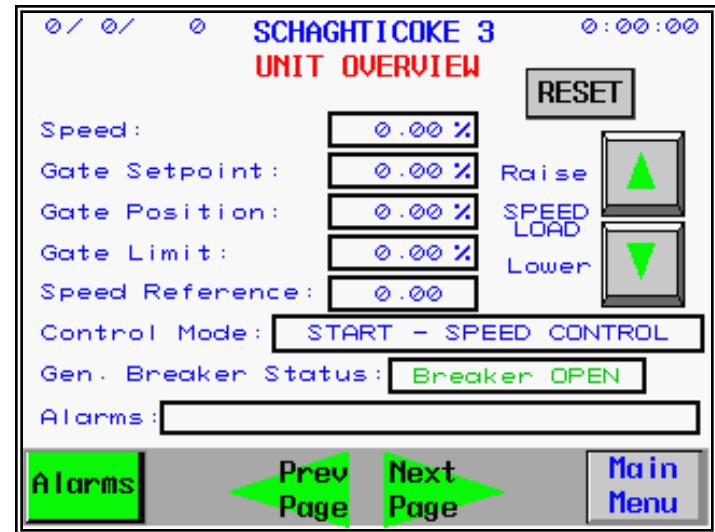 0/ 0/ 0 SCHAGHTICOKE 3 0:00:00
UNIT OVERVIEW
RESET
Speed: 0.00 %
Gate Setpoint: 0.00 % Raise
Gate Position: 0.00 % SPEED
LOAD
Gate Limit: 0.00 % Lower
Speed Reference: 0.00
Control Mode: START - SPEED CONTROL
Gen. Breaker Status: Breaker OPEN
Alarms:
Alarms Prev Page Next Page Main Menu